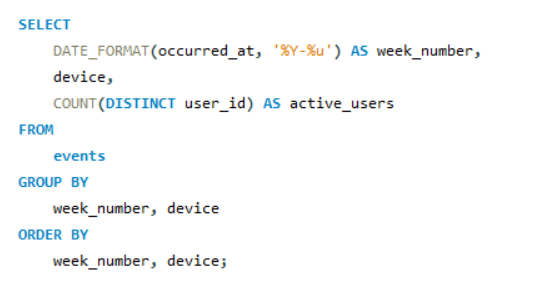 SELECT
DATE_FORMAT(occurred_at, '%Y-%u') AS week_number,
device,
COUNT(DISTINCT user_id) AS active_users
FROM
events
GROUP BY
week_number, device
ORDER BY
week_number, device;